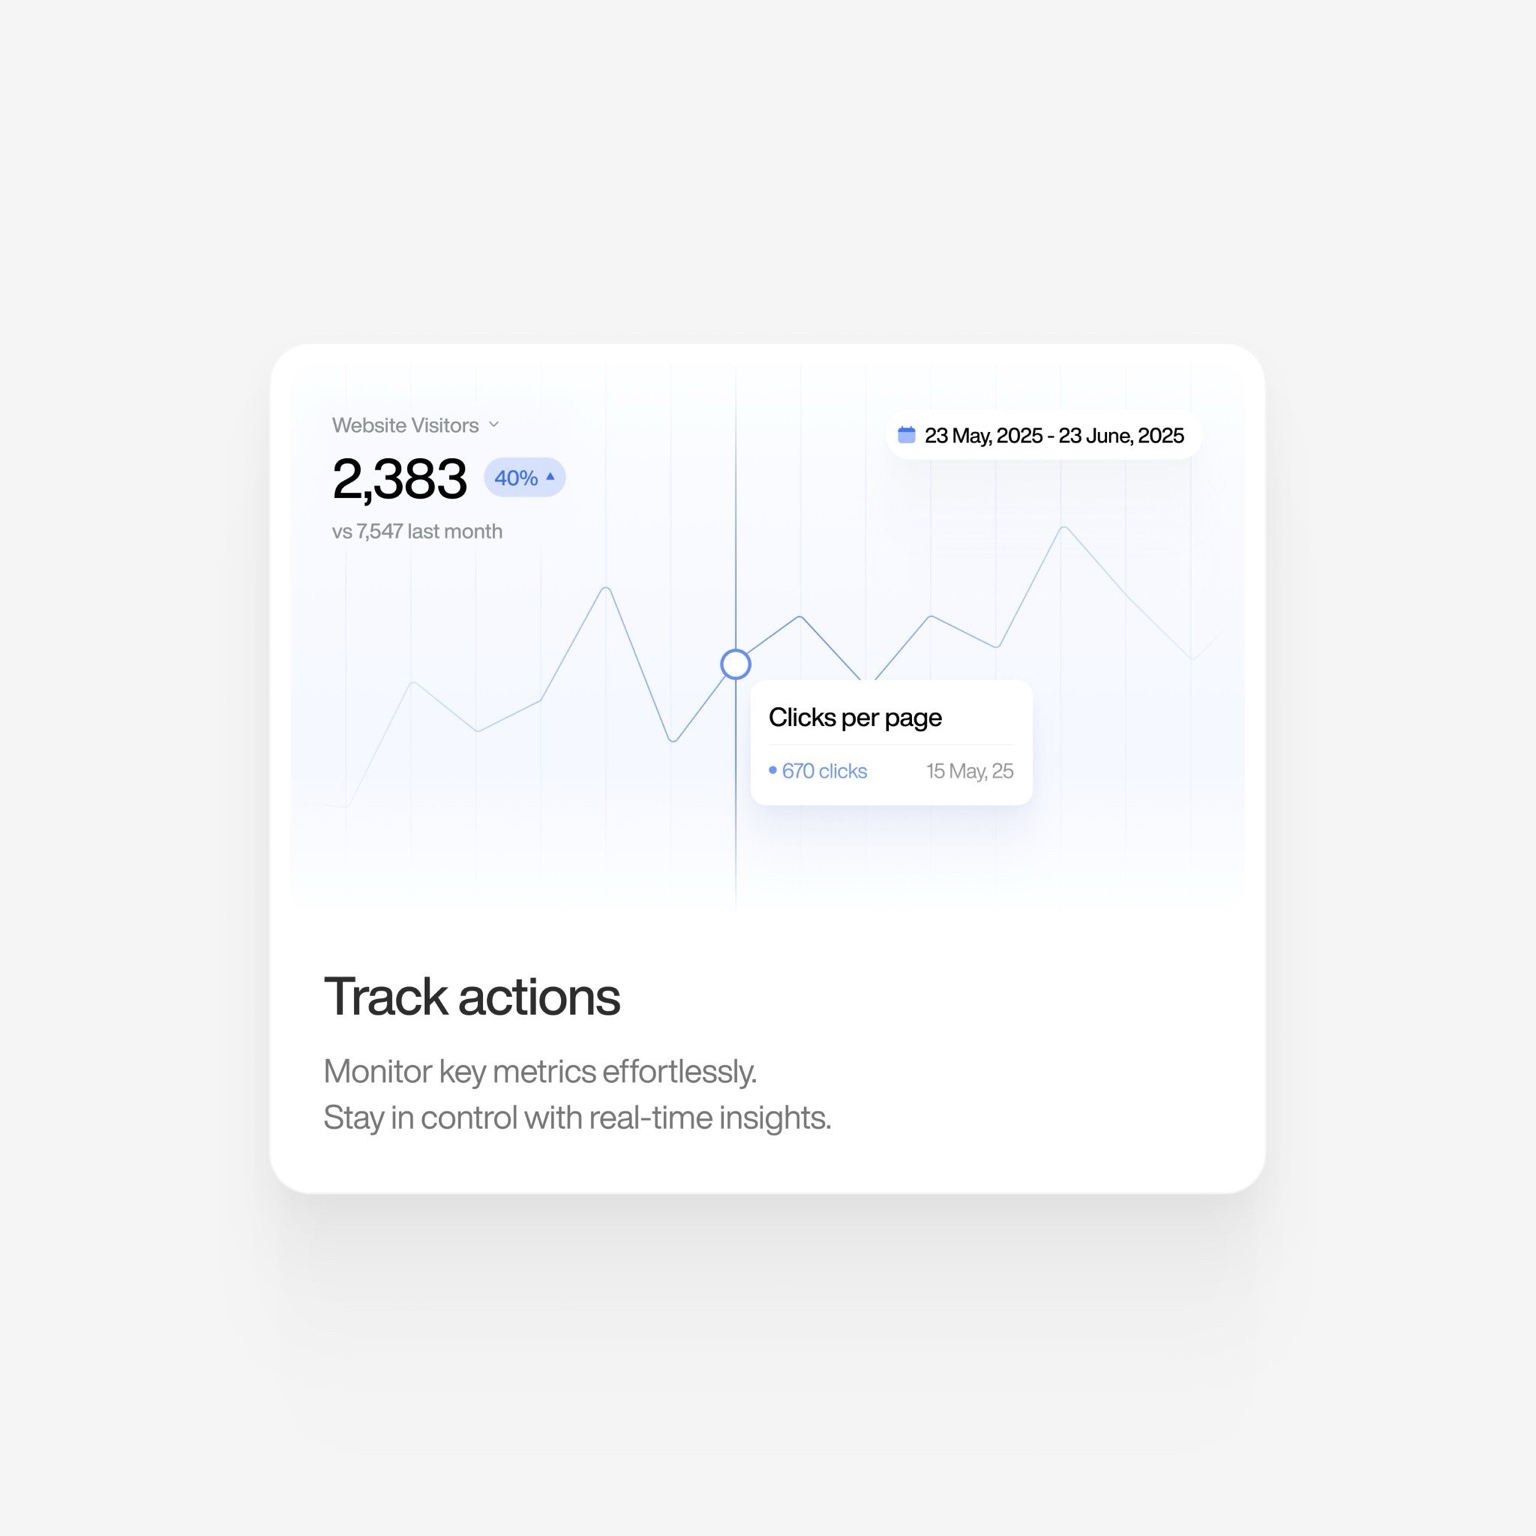 Website Visitors
2,383
40%
vs 7,547 last month
23 May, 2025 - 23 June, 2025
Clicks per page
670 clicks
15 May, 25
Track actions
Monitor key metrics effortlessly.
Stay in control with real-time insights.